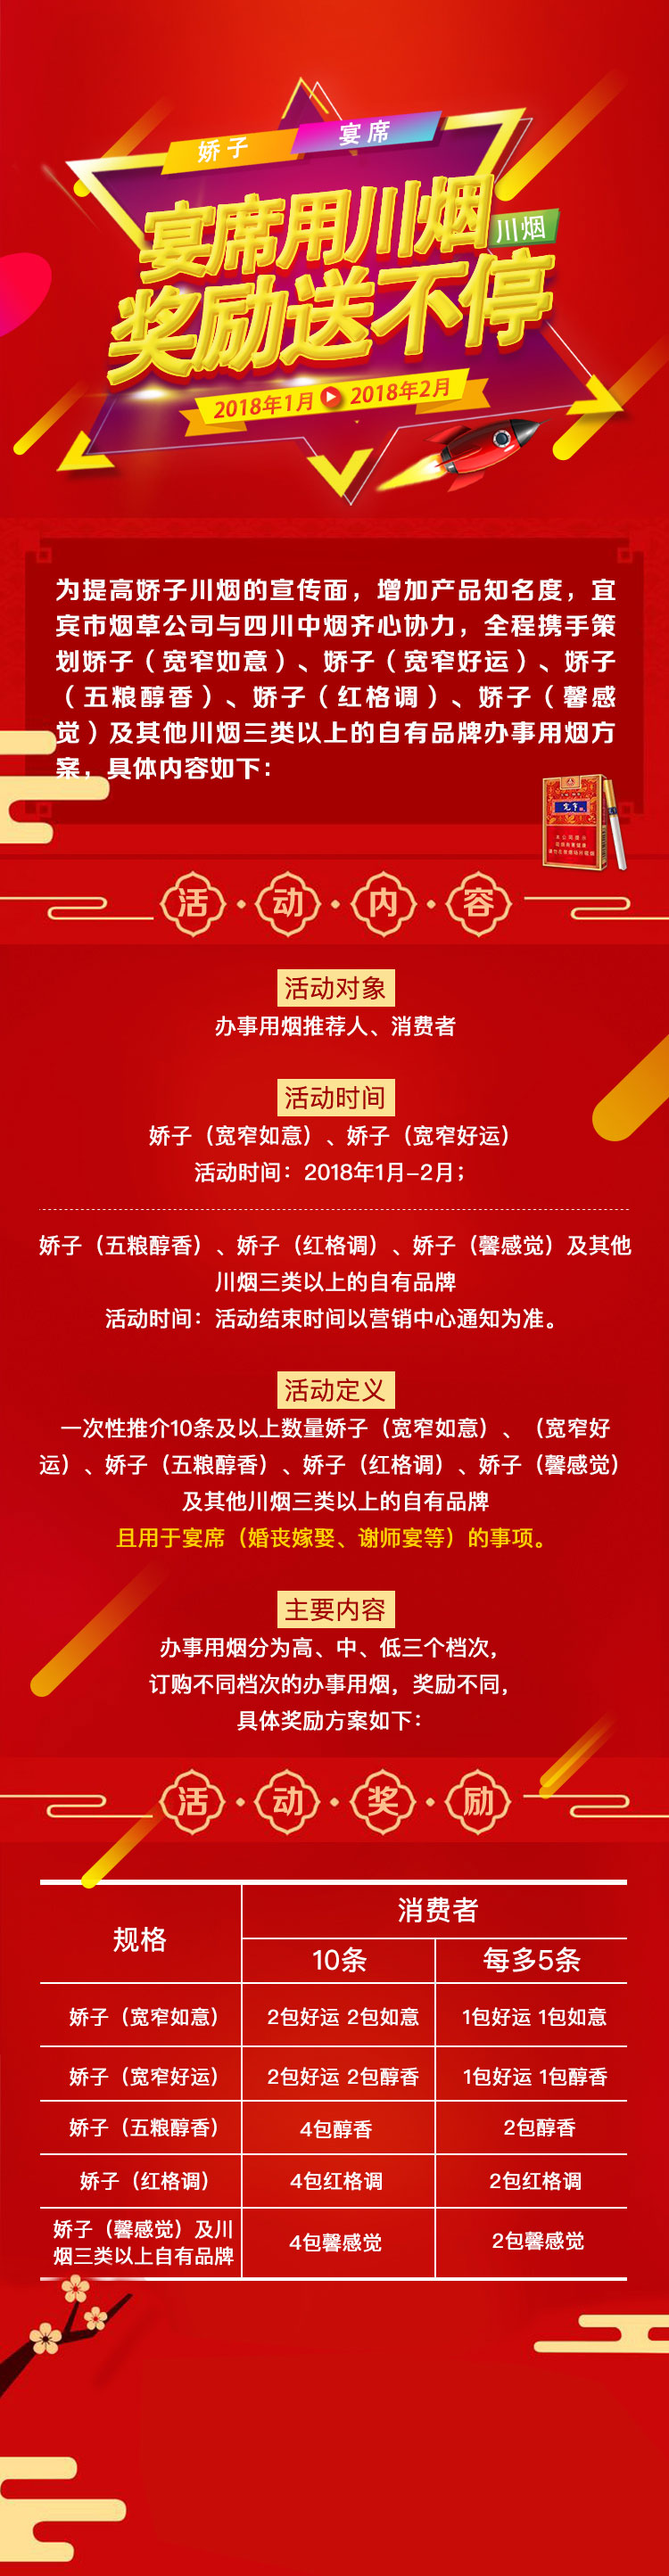 娇子 宴席
宴席用川烟
川烟
奖励送不停
2018年1月 2018年2月
为提高娇子川烟的宣传面，增加产品知名度，宜
宾市烟草公司与四川中烟齐心协力，全程携手策
划娇子（宽窄如意）、娇子（宽窄好运）、娇子
（五粮醇香）、娇子（红格调）、娇子（馨感
觉）及其他川烟三类以上的自有品牌办事用烟方
案，具体内容如下：
宽窄
本公司提示
吸烟有害健康
请勿在禁烟场所吸烟
活·动·内·容
活动对象
办事用烟推荐人、消费者
活动时间
娇子（宽窄如意）、娇子（宽窄好运）
活动时间：2018年1月-2月；
娇子（五粮醇香）、娇子（红格调）、娇子（馨感觉）及其他
川烟三类以上的自有品牌
活动时间：活动结束时间以营销中心通知为准。
活动定义
一次性推介10条及以上数量娇子（宽窄如意）、（宽窄好
运）、娇子（五粮醇香）、娇子（红格调）、娇子（馨感觉）
及其他川烟三类以上的自有品牌
且用于宴席（婚丧嫁娶、谢师宴等）的事项。
主要内容
办事用烟分为高、中、低三个档次，
订购不同档次的办事用烟，奖励不同，
具体奖励方案如下：
活·动·奖·励
规格 消费者
10条 每多5条
娇子（宽窄如意） 2包好运 2包如意 1包好运 1包如意
娇子（宽窄好运） 2包好运 2包醇香 1包好运 1包醇香
娇子（五粮醇香） 4包醇香 2包醇香
娇子（红格调） 4包红格调 2包红格调
娇子（馨感觉）及川
烟三类以上自有品牌 4包馨感觉 2包馨感觉